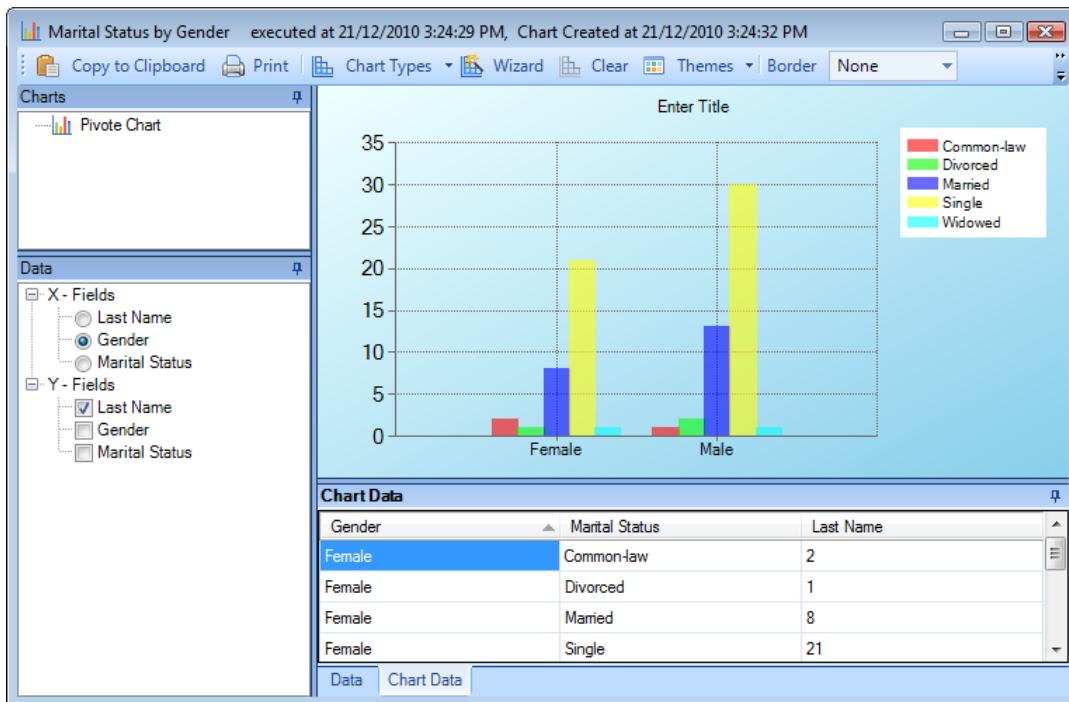 Marital Status by Gender executed at 21/12/2010 3:24:29 PM, Chart Created at 21/12/2010 3:24:32 PM
Copy to Clipboard Print Chart Types Wizard Clear Themes Border None
Charts
Pivote Chart
Data
X - Fields
Last Name
Gender
Marital Status
Y - Fields
Last Name
Gender
Marital Status
Enter Title
35
30
25
20
15
10
5
0
Female Male
Common-law
Divorced
Married
Single
Widowed
Chart Data
Gender Marital Status Last Name
Female Common-law 2
Female Divorced 1
Female Married 8
Female Single 21
Data Chart Data